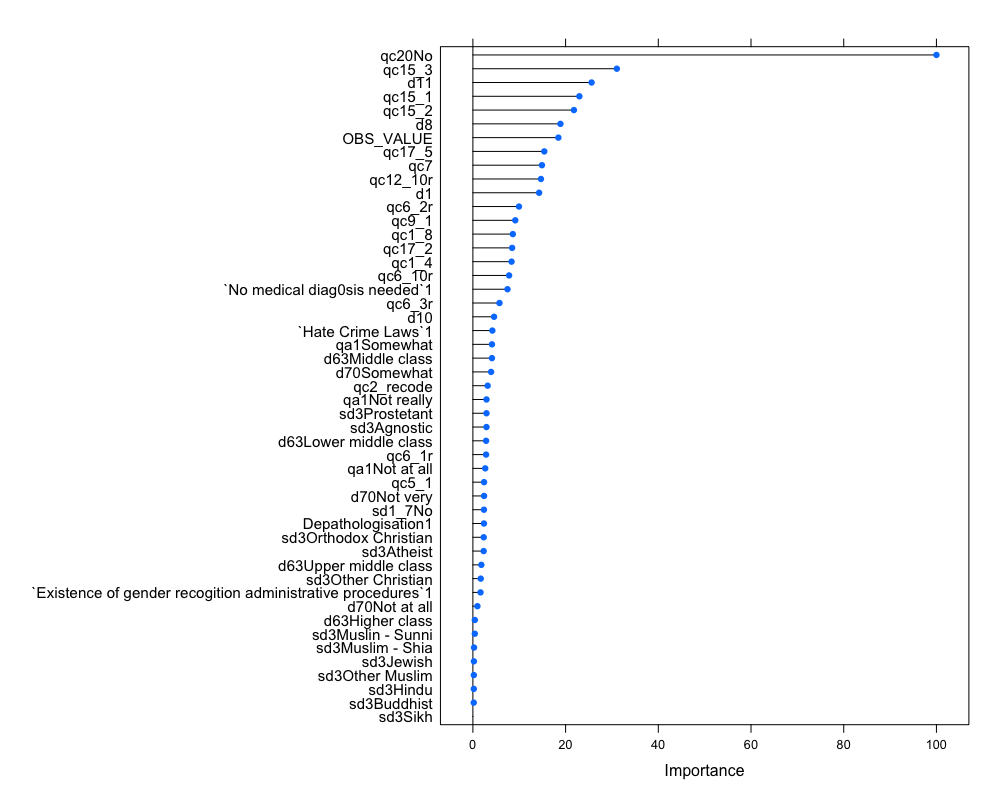 qc20No
qc15_3
d11
qc15_1
qc15_2
d8
OBS_VALUE
qc17_5
qc7
qc12_10r
d1
qc6_2r
qc9_1
qc1_8
qc17_2
qc1_4
qc6_10r
`No medical diag0sis needed`1
qc6_3r
d10
`Hate Crime Laws`1
qa1Somewhat
d63Middle class
d70Somewhat
qc2_recode
qa1Not really
sd3Prostetant
sd3Agnostic
d63Lower middle class
qc6_1r
qa1Not at all
qc5_1
d70Not very
sd1_7No
Depathologisation1
sd3Orthodox Christian
sd3Atheist
d63Upper middle class
sd3Other Christian
`Existence of gender recogition administrative procedures`1
d70Not at all
d63Higher class
sd3Muslin - Sunni
sd3Muslim - Shia
sd3Jewish
sd3Other Muslim
sd3Hindu
sd3Buddhist
sd3Sikh
0 20 40 60 80 100
Importance